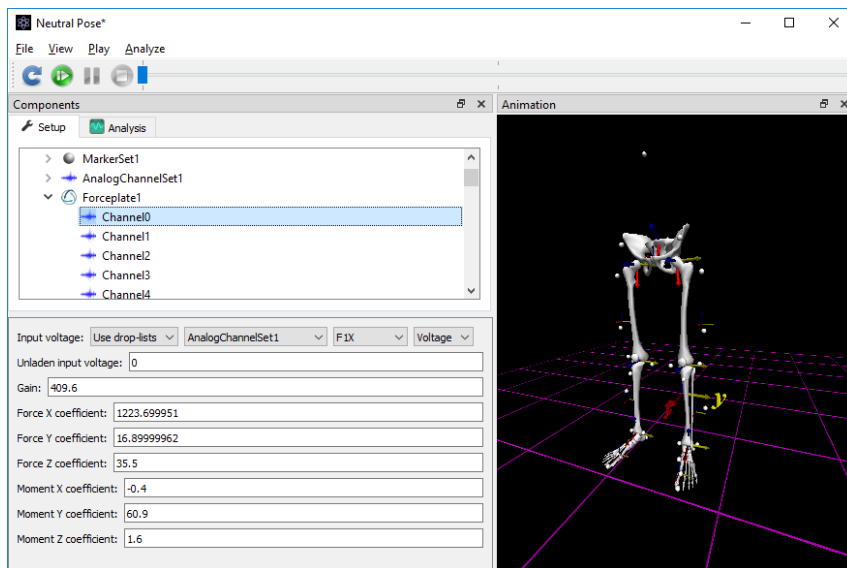 Neutral Pose*
File View Play Analyze
Components
Animation
Setup Analysis
MarkerSet1
AnalogChannelSet1
Forceplate1
Channel0
Channel1
Channel2
Channel3
Channel4
Input voltage: Use drop-lists AnalogChannelSet1 F1X Voltage
Unladen input voltage: 0
Gain: 409.6
Force X coefficient: 1223.699951
Force Y coefficient: 16.89999962
Force Z coefficient: 35.5
Moment X coefficient: -0.4
Moment Y coefficient: 60.9
Moment Z coefficient: 1.6
y